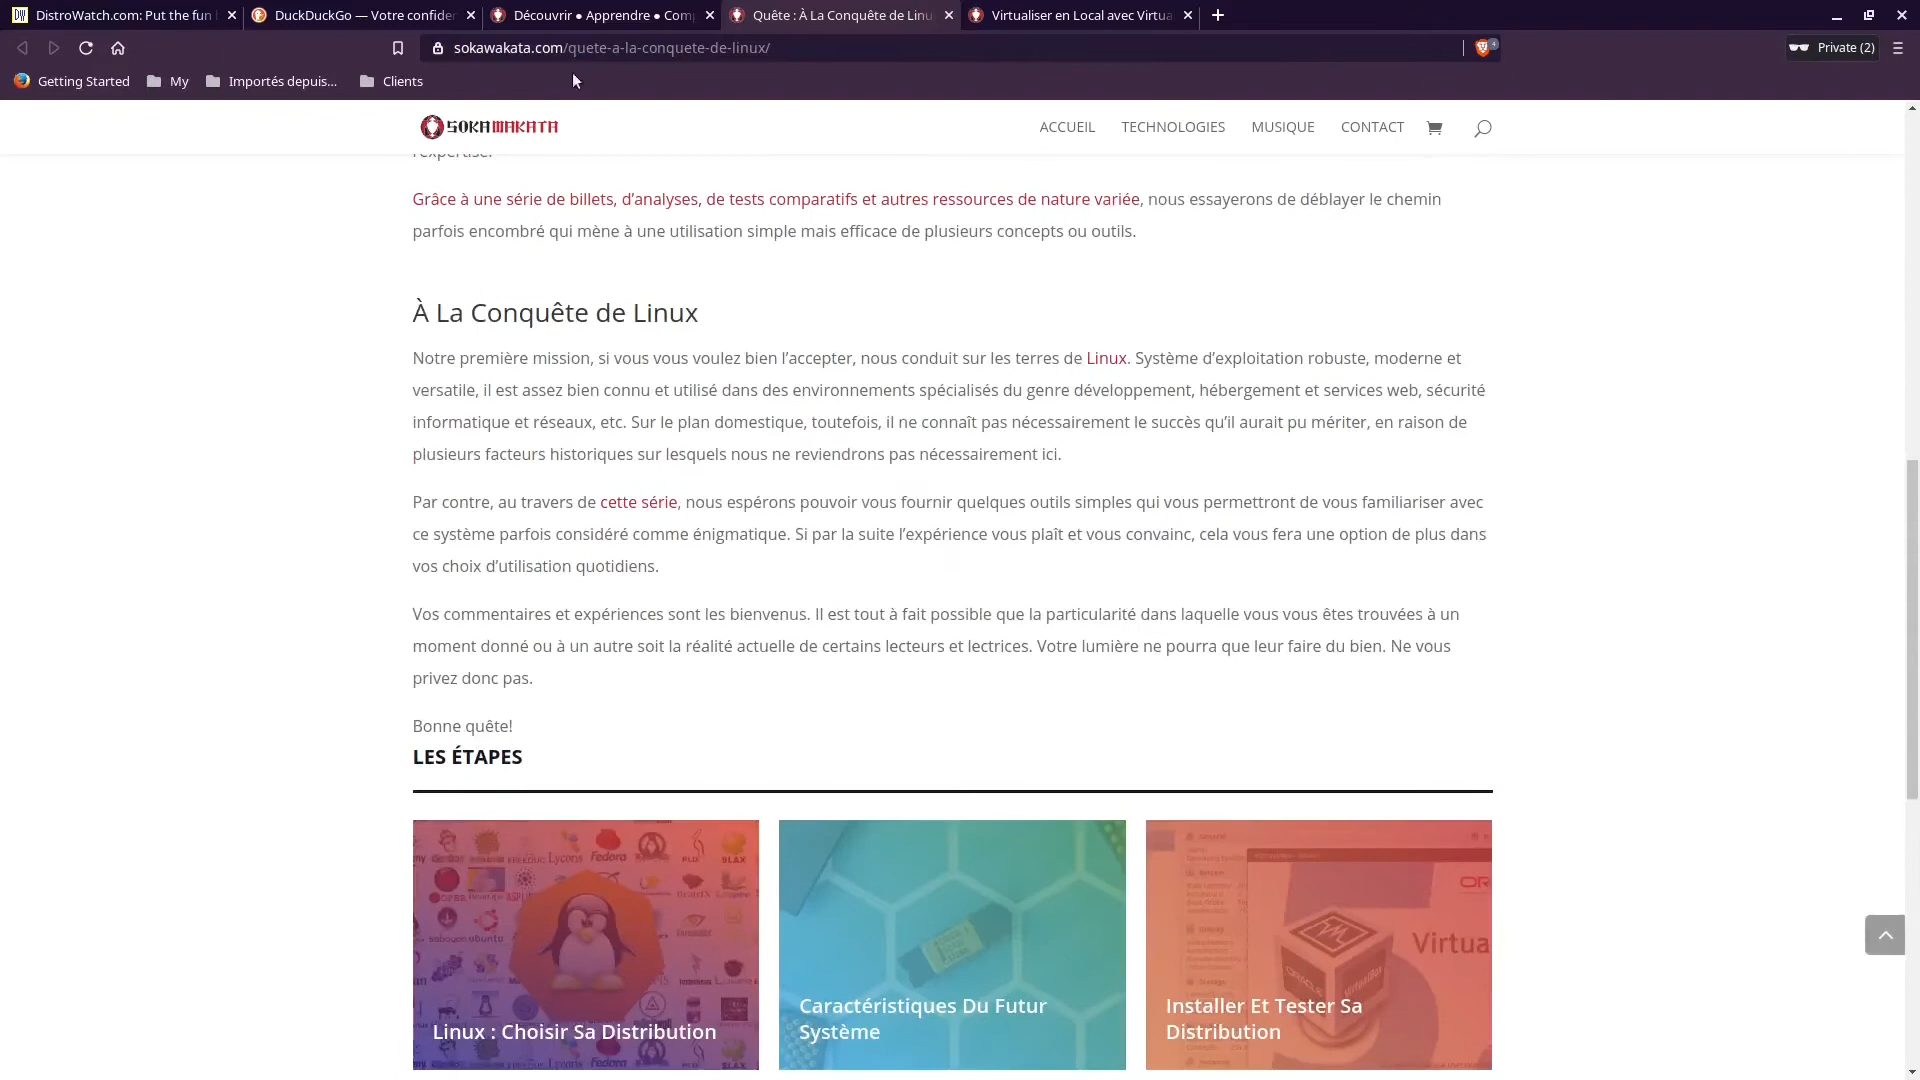 DistroWatch.com: Put the fun
DuckDuckGo — Votre confider
Découvrir ● Apprendre ● Comp
Quête : À La Conquête de Linu
Virtualiser en Local avec Virtua
sokawakata.com/quete-a-la-conquete-de-linux/
4
Private (2)
Getting Started
My
Importés depuis...
Clients
SOKAWAKATA
ACCUEIL
TECHNOLOGIES
MUSIQUE
CONTACT
l'expertise.
Grâce à une série de billets, d’analyses, de tests comparatifs et autres ressources de nature variée, nous essayerons de déblayer le chemin
parfois encombré qui mène à une utilisation simple mais efficace de plusieurs concepts ou outils.
À La Conquête de Linux
Notre première mission, si vous vous voulez bien l’accepter, nous conduit sur les terres de Linux. Système d’exploitation robuste, moderne et
versatile, il est assez bien connu et utilisé dans des environnements spécialisés du genre développement, hébergement et services web, sécurité
informatique et réseaux, etc. Sur le plan domestique, toutefois, il ne connaît pas nécessairement le succès qu’il aurait pu mériter, en raison de
plusieurs facteurs historiques sur lesquels nous ne reviendrons pas nécessairement ici.
Par contre, au travers de cette série, nous espérons pouvoir vous fournir quelques outils simples qui vous permettront de vous familiariser avec
ce système parfois considéré comme énigmatique. Si par la suite l’expérience vous plaît et vous convainc, cela vous fera une option de plus dans
vos choix d’utilisation quotidiens.
Vos commentaires et expériences sont les bienvenus. Il est tout à fait possible que la particularité dans laquelle vous vous êtes trouvées à un
moment donné ou à un autre soit la réalité actuelle de certains lecteurs et lectrices. Votre lumière ne pourra que leur faire du bien. Ne vous
privez donc pas.
Bonne quête!
LES ÉTAPES
Lycoris
Fedora
SLAX
ubuntu
Linux : Choisir Sa Distribution
Caractéristiques Du Futur
Système
Virtua
Installer Et Tester Sa
Distribution